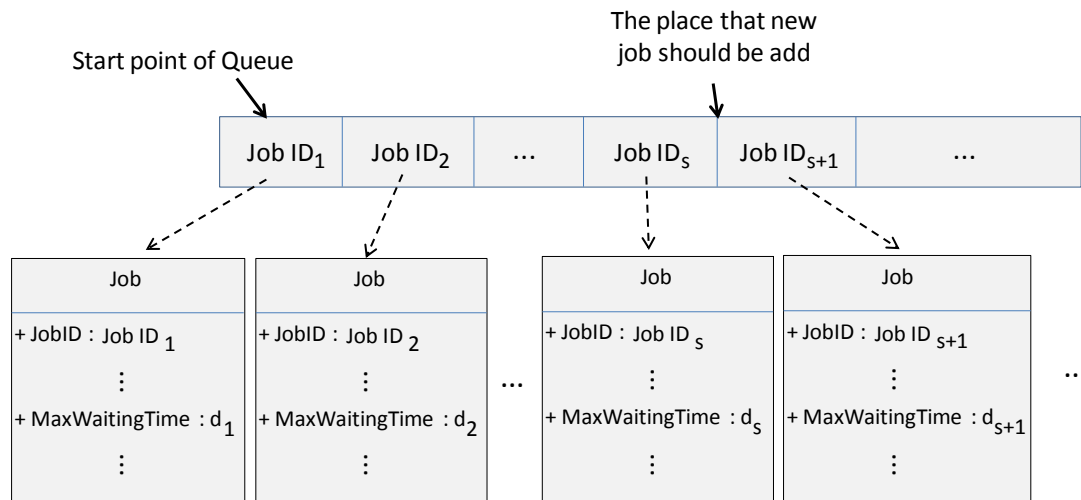 The place that new
job should be add
Start point of Queue
Job ID1 Job ID2 ... Job IDs Job IDs+1 ...
Job
+ JobID : Job ID 1
⋮
+ MaxWaitingTime : d1
⋮
Job
+ JobID : Job ID 2
⋮
+ MaxWaitingTime : d2
⋮
...
Job
+ JobID : Job ID s
⋮
+ MaxWaitingTime : ds
⋮
Job
+ JobID : Job ID s+1
⋮
+ MaxWaitingTime : ds+1
⋮
..